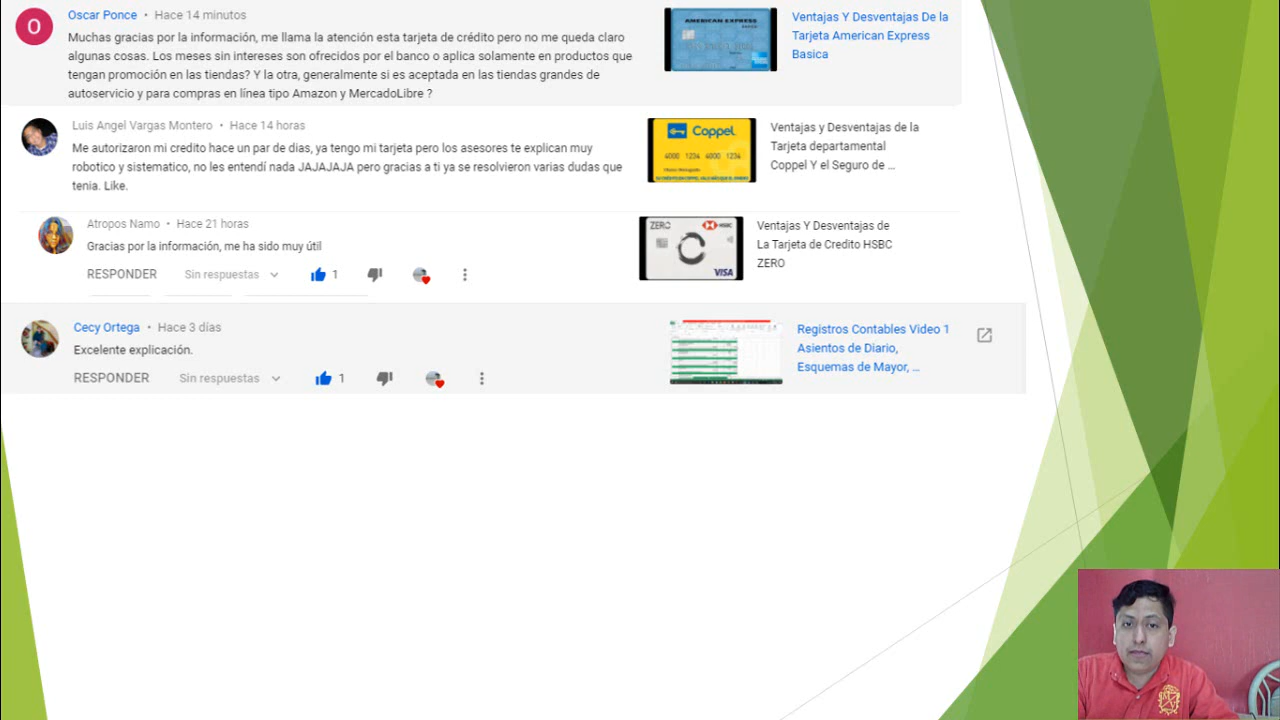 O
Oscar Ponce • Hace 14 minutos
Muchas gracias por la información, me llama la atención esta tarjeta de crédito pero no me queda claro
algunas cosas. Los meses sin intereses son ofrecidos por el banco o aplica solamente en productos que
tengan promoción en las tiendas? Y la otra, generalmente si es aceptada en las tiendas grandes de
autoservicio y para compras en línea tipo Amazon y MercadoLibre ?
AMERICAN EXPRESS
Ventajas Y Desventajas De la
Tarjeta American Express
Basica
Luis Angel Vargas Montero • Hace 14 horas
Me autorizaron mi credito hace un par de dias, ya tengo mi tarjeta pero los asesores te explican muy
robotico y sistematico, no les entendí nada JAJAJAJA pero gracias a ti ya se resolvieron varias dudas que
tenia. Like.
Coppel
4000 1234 4000 1234
Ventajas y Desventajas de la
Tarjeta departamental
Coppel Y el Seguro de ...
Atropos Namo • Hace 21 horas
Gracias por la información, me ha sido muy útil
RESPONDER Sin respuestas 1
ZERO HSBC
VISA
Ventajas Y Desventajas de
La Tarjeta de Credito HSBC
ZERO
Cecy Ortega • Hace 3 días
Excelente explicación.
RESPONDER Sin respuestas 1
Registros Contables Video 1
Asientos de Diario,
Esquemas de Mayor, ...